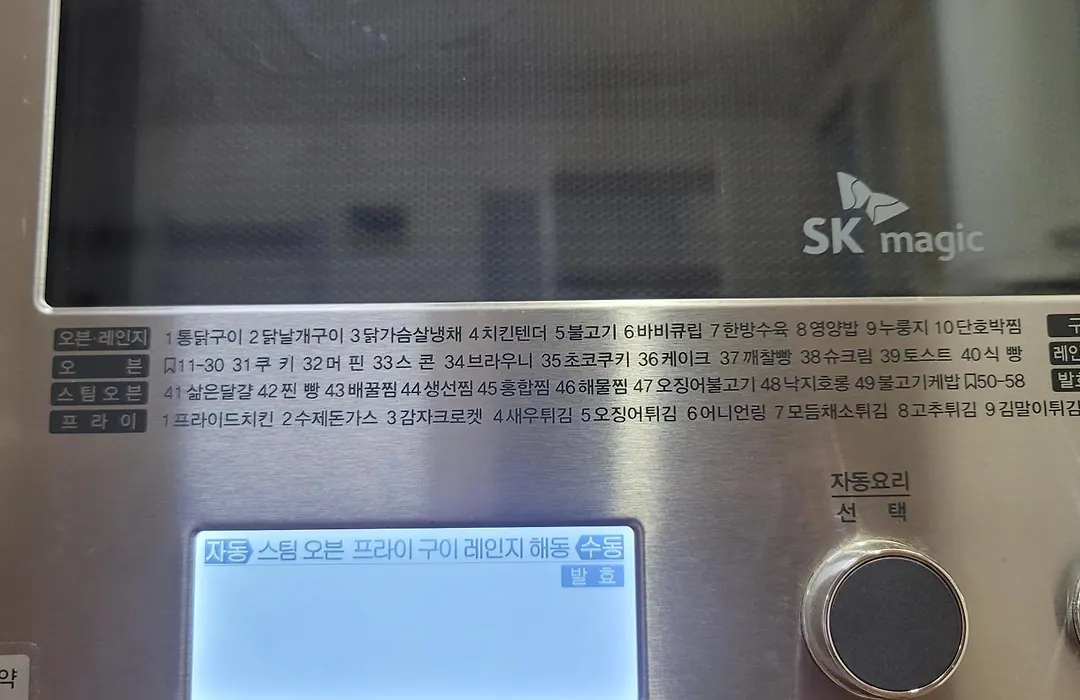 SK magic
오븐·레인지 1통닭구이 2닭날개구이 3닭가슴살냉채 4치킨텐더 5불고기 6바비큐립 7한방수육 8영양밥 9누룽지 10단호박찜 구
오 븐 11-30 31쿠 키 32머 핀 33스 콘 34브라우니 35초코쿠키 36케이크 37깨찰빵 38슈크림 39토스트 40식 빵 레인
스팀오븐 41삶은달걀 42찐 빵 43배꿀찜 44생선찜 45홍합찜 46해물찜 47오징어불고기 48낙지호롱 49불고기케밥 50-58 발효
프 라 이 1프라이드치킨 2수제돈가스 3감자크로켓 4새우튀김 5오징어튀김 6어니언링 7모듬채소튀김 8고추튀김 9김말이튀김
자동요리
선 택
자동 스팀 오븐 프라이 구이 레인지 해동 수동
발 효
약